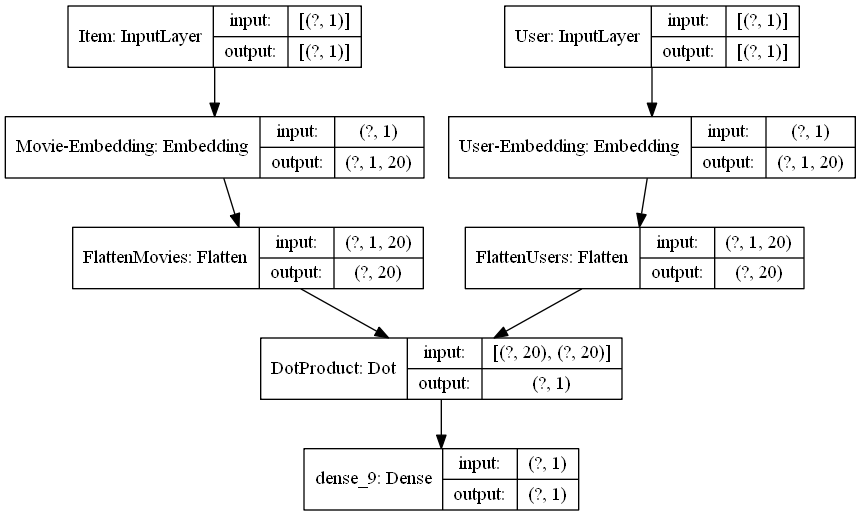 Item: InputLayer
input: [(?, 1)]
output: [(?, 1)]
User: InputLayer
input: [(?, 1)]
output: [(?, 1)]
Movie-Embedding: Embedding
input: (?, 1)
output: (?, 1, 20)
User-Embedding: Embedding
input: (?, 1)
output: (?, 1, 20)
FlattenMovies: Flatten
input: (?, 1, 20)
output: (?, 20)
FlattenUsers: Flatten
input: (?, 1, 20)
output: (?, 20)
DotProduct: Dot
input: [(?, 20), (?, 20)]
output: (?, 1)
dense_9: Dense
input: (?, 1)
output: (?, 1)